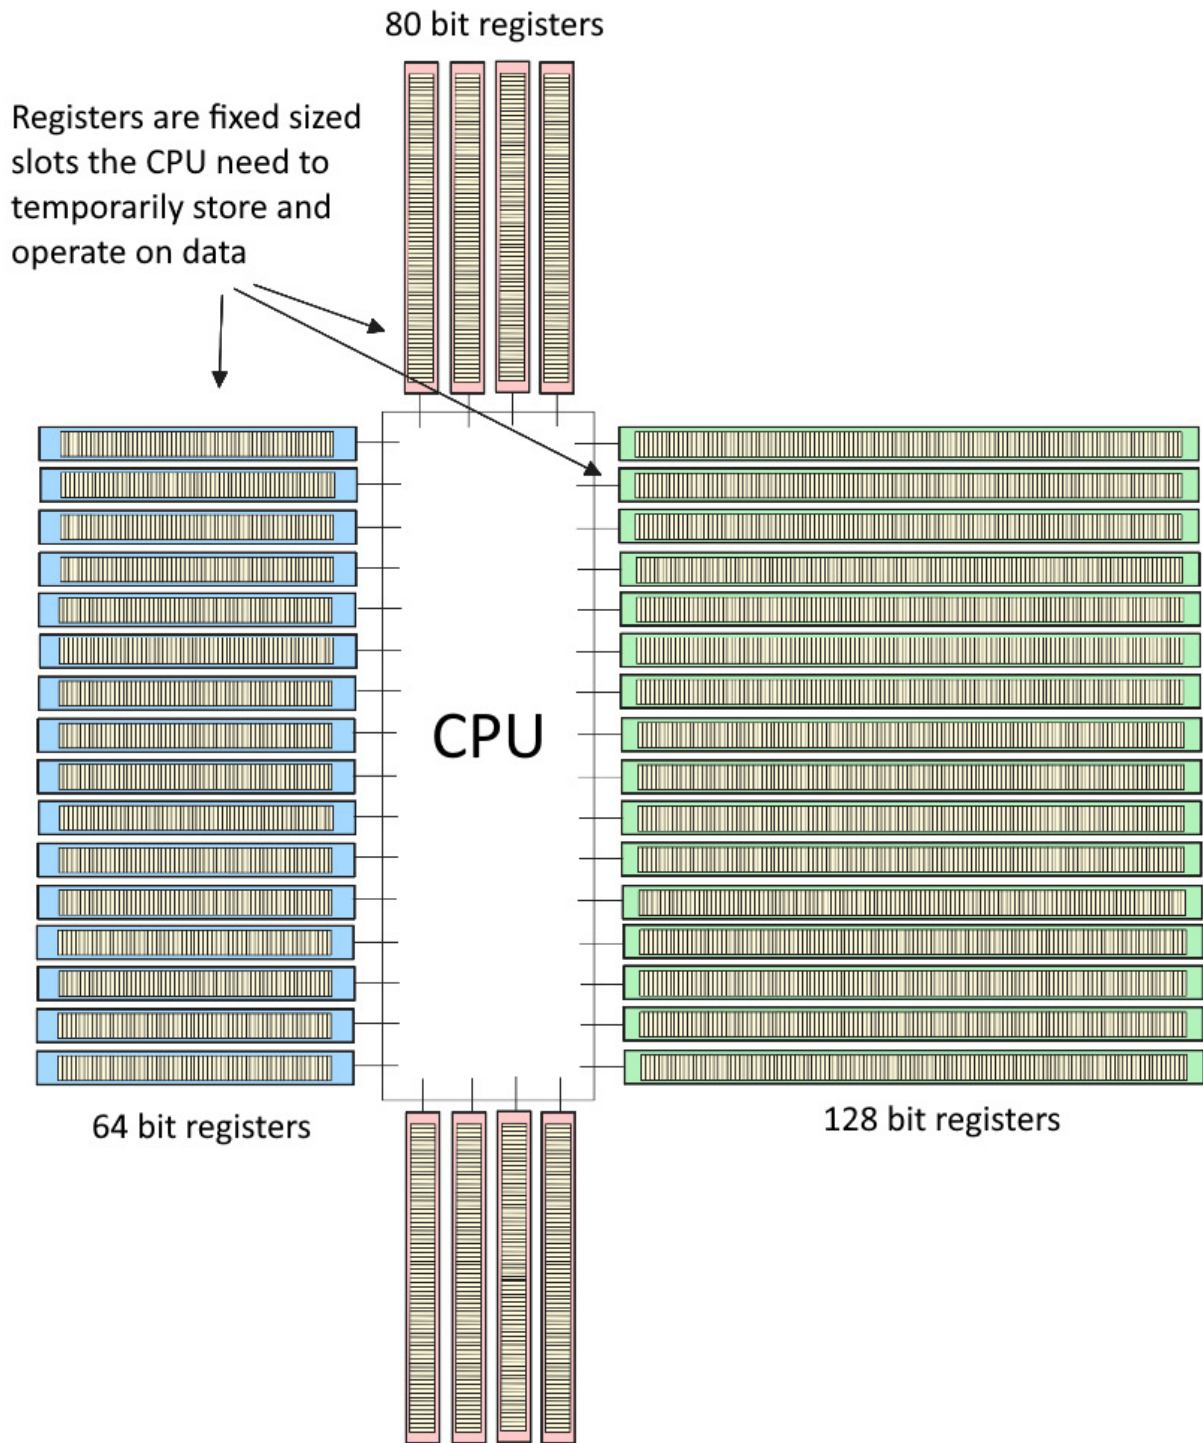 80 bit registers
Registers are fixed sized
slots the CPU need to
temporarily store and
operate on data
CPU
64 bit registers
128 bit registers